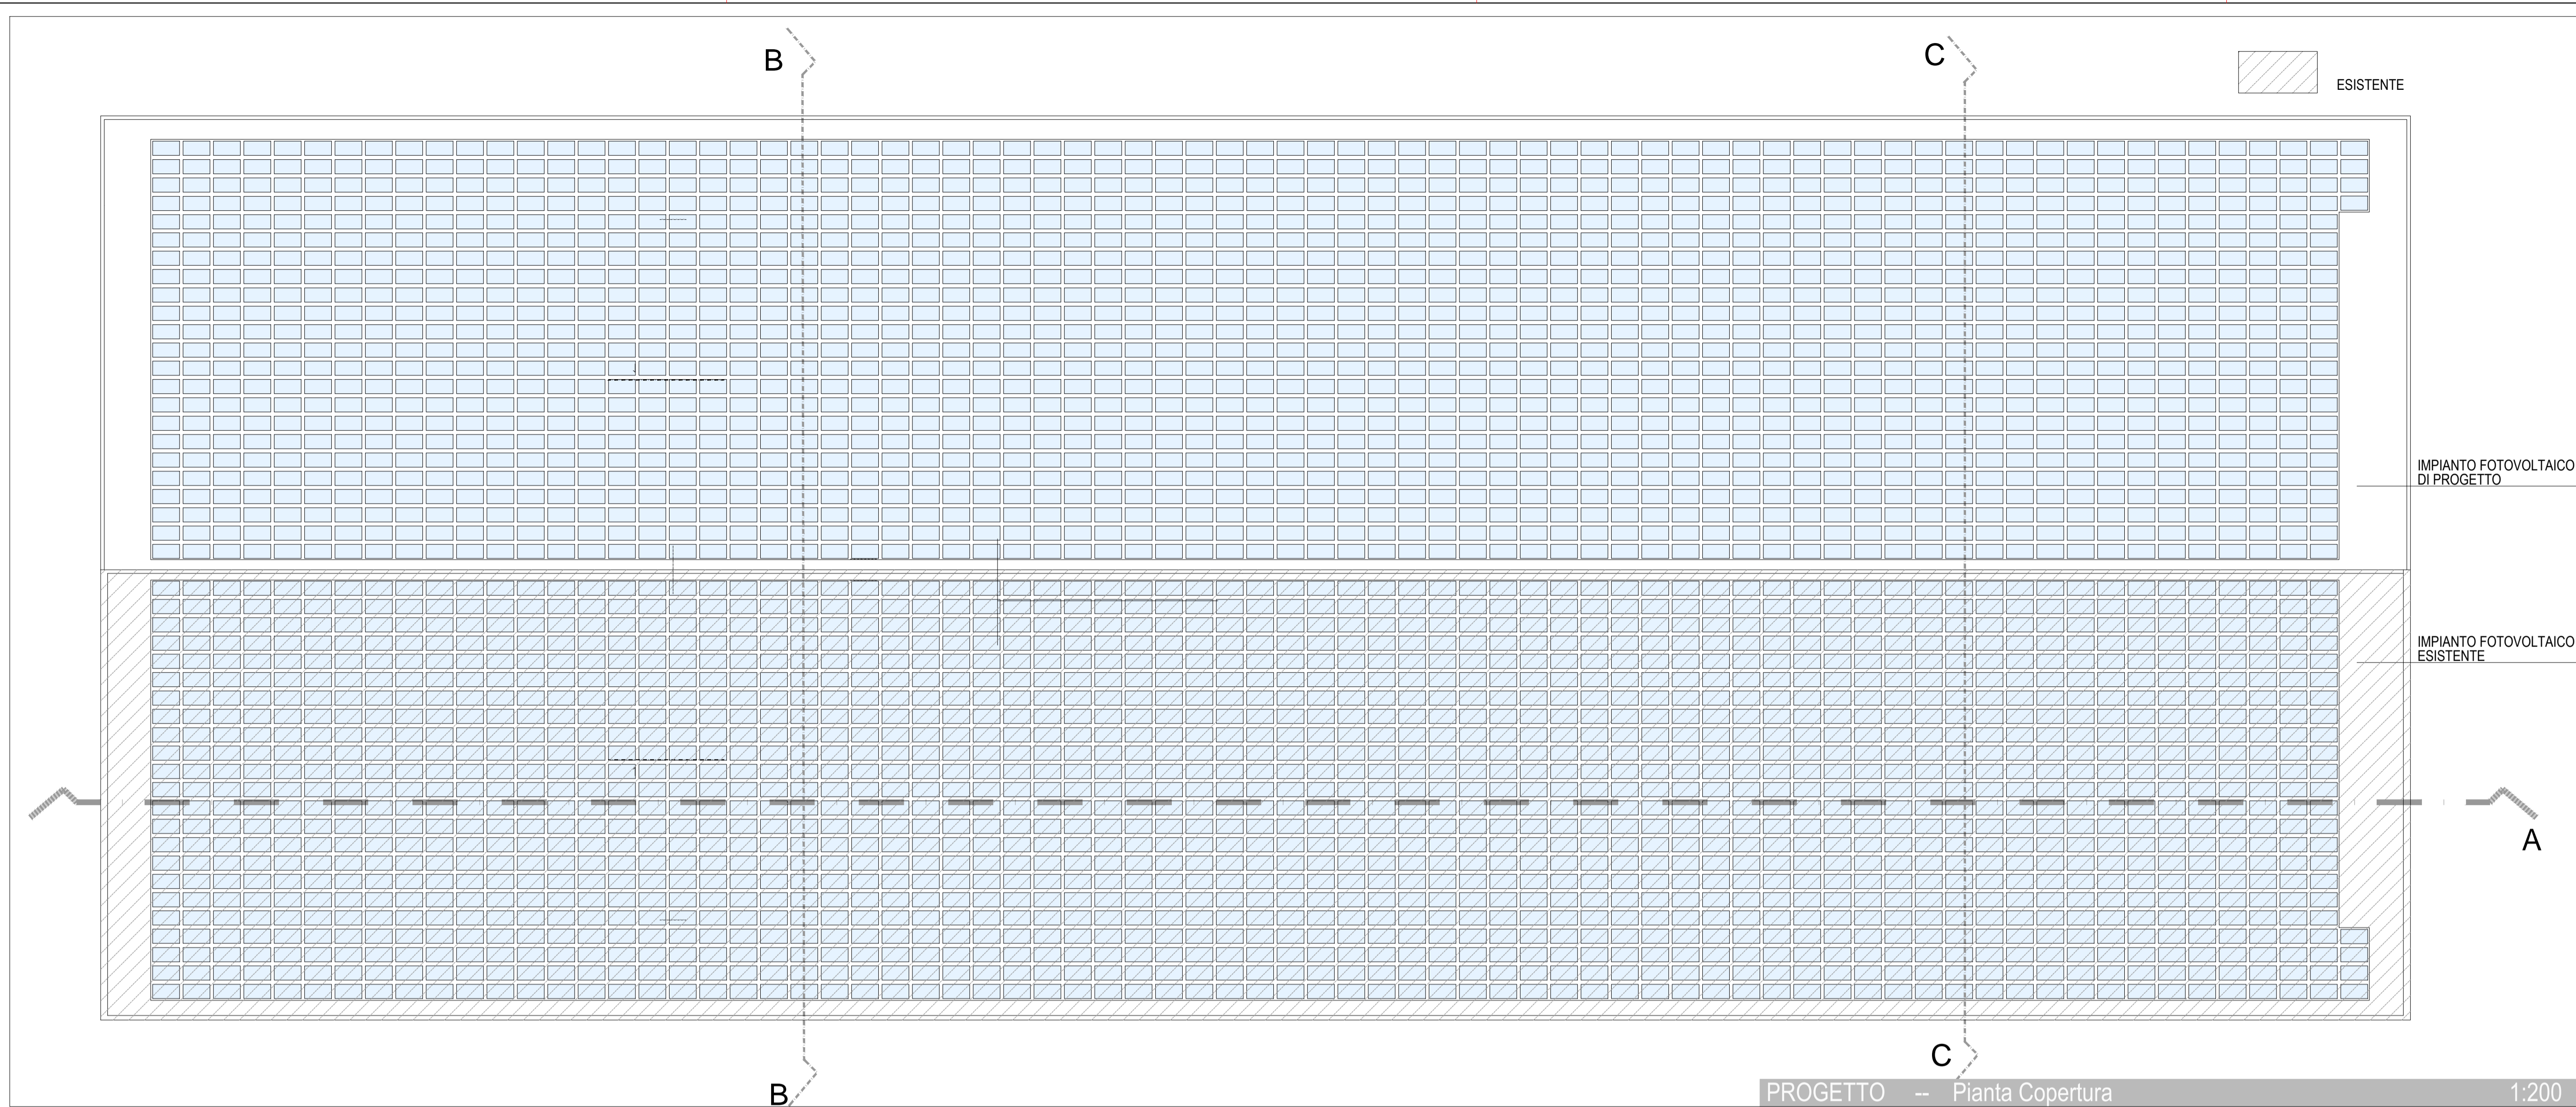 B
C
ESISTENTE
IMPIANTO FOTOVOLTAICO
DI PROGETTO
IMPIANTO FOTOVOLTAICO
ESISTENTE
A
C
B
PROGETTO -- Pianta Copertura 1:200